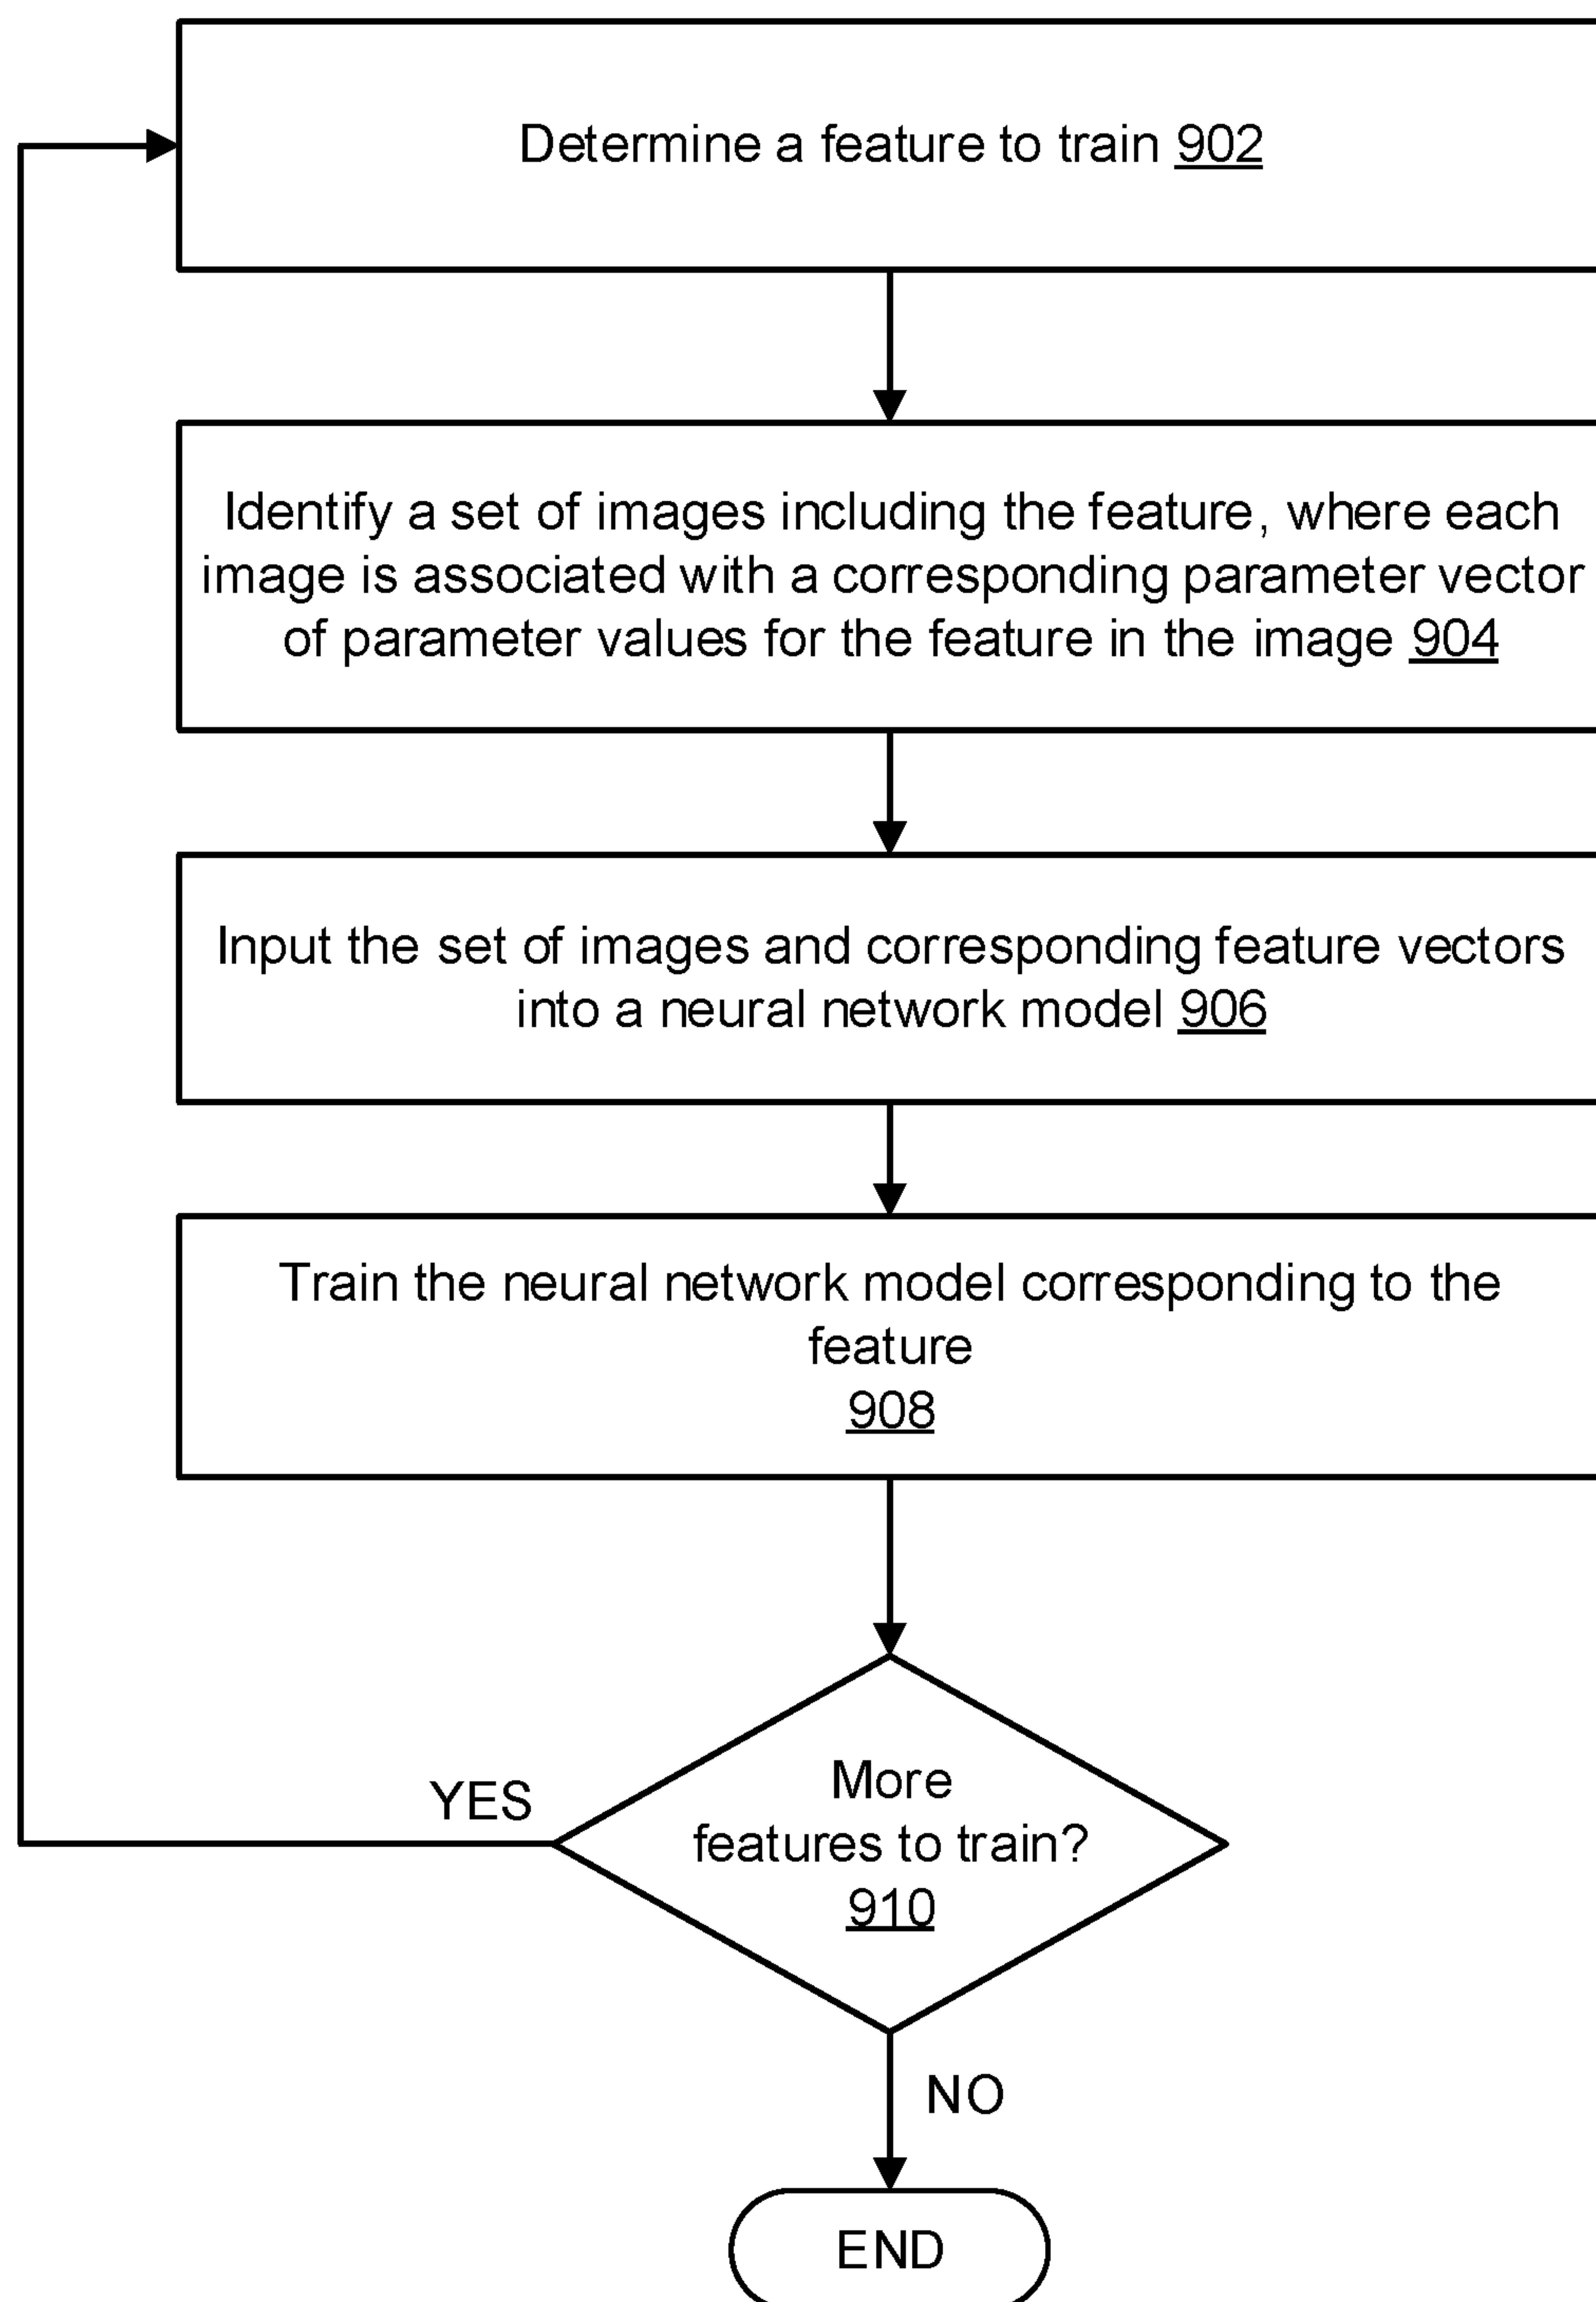 Determine a feature to train 902
Identify a set of images including the feature, where each
image is associated with a corresponding parameter vector
of parameter values for the feature in the image 904
Input the set of images and corresponding feature vectors
into a neural network model 906
Train the neural network model corresponding to the
feature
908
More
features to train?
910
YES
NO
END